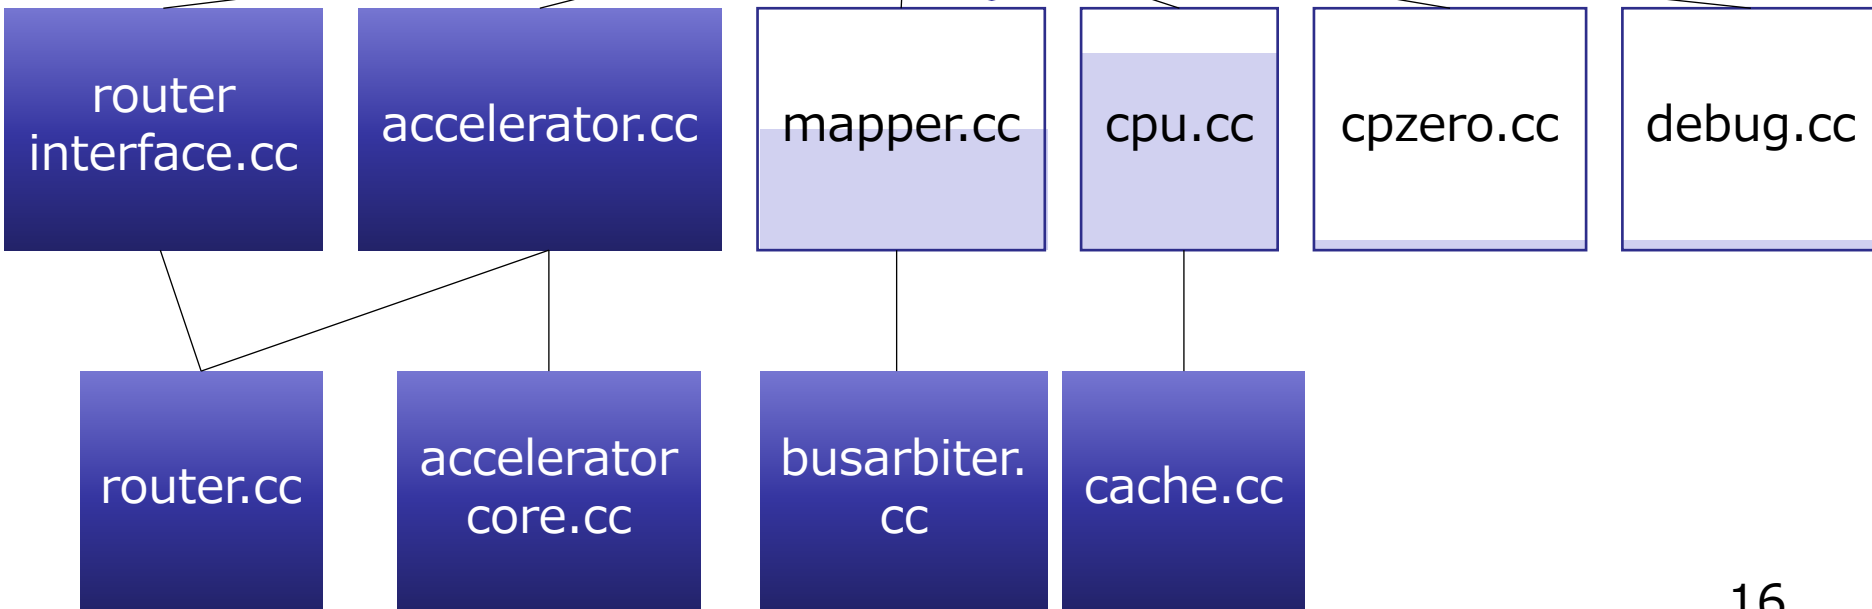 router
interface.cc
accelerator.cc
mapper.cc
cpu.cc
cpzero.cc
debug.cc
router.cc
accelerator
core.cc
busarbiter.
cc
cache.cc
16